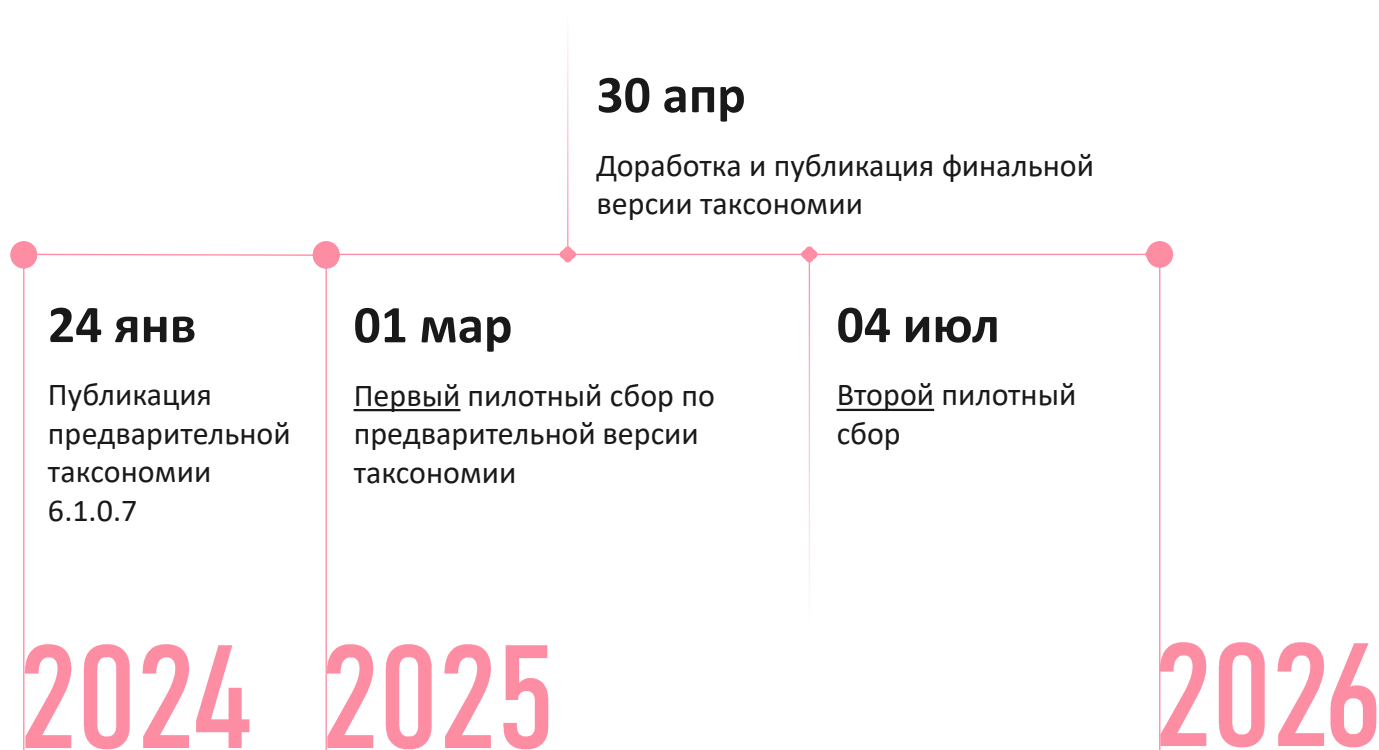 30 апр
Доработка и публикация финальной
версии таксономии
24 янв
Публикация
предварительной
таксономии
6.1.0.7
01 мар
Первый пилотный сбор по
предварительной версии
таксономии
04 июл
Второй пилотный
сбор
2024
2025
2026